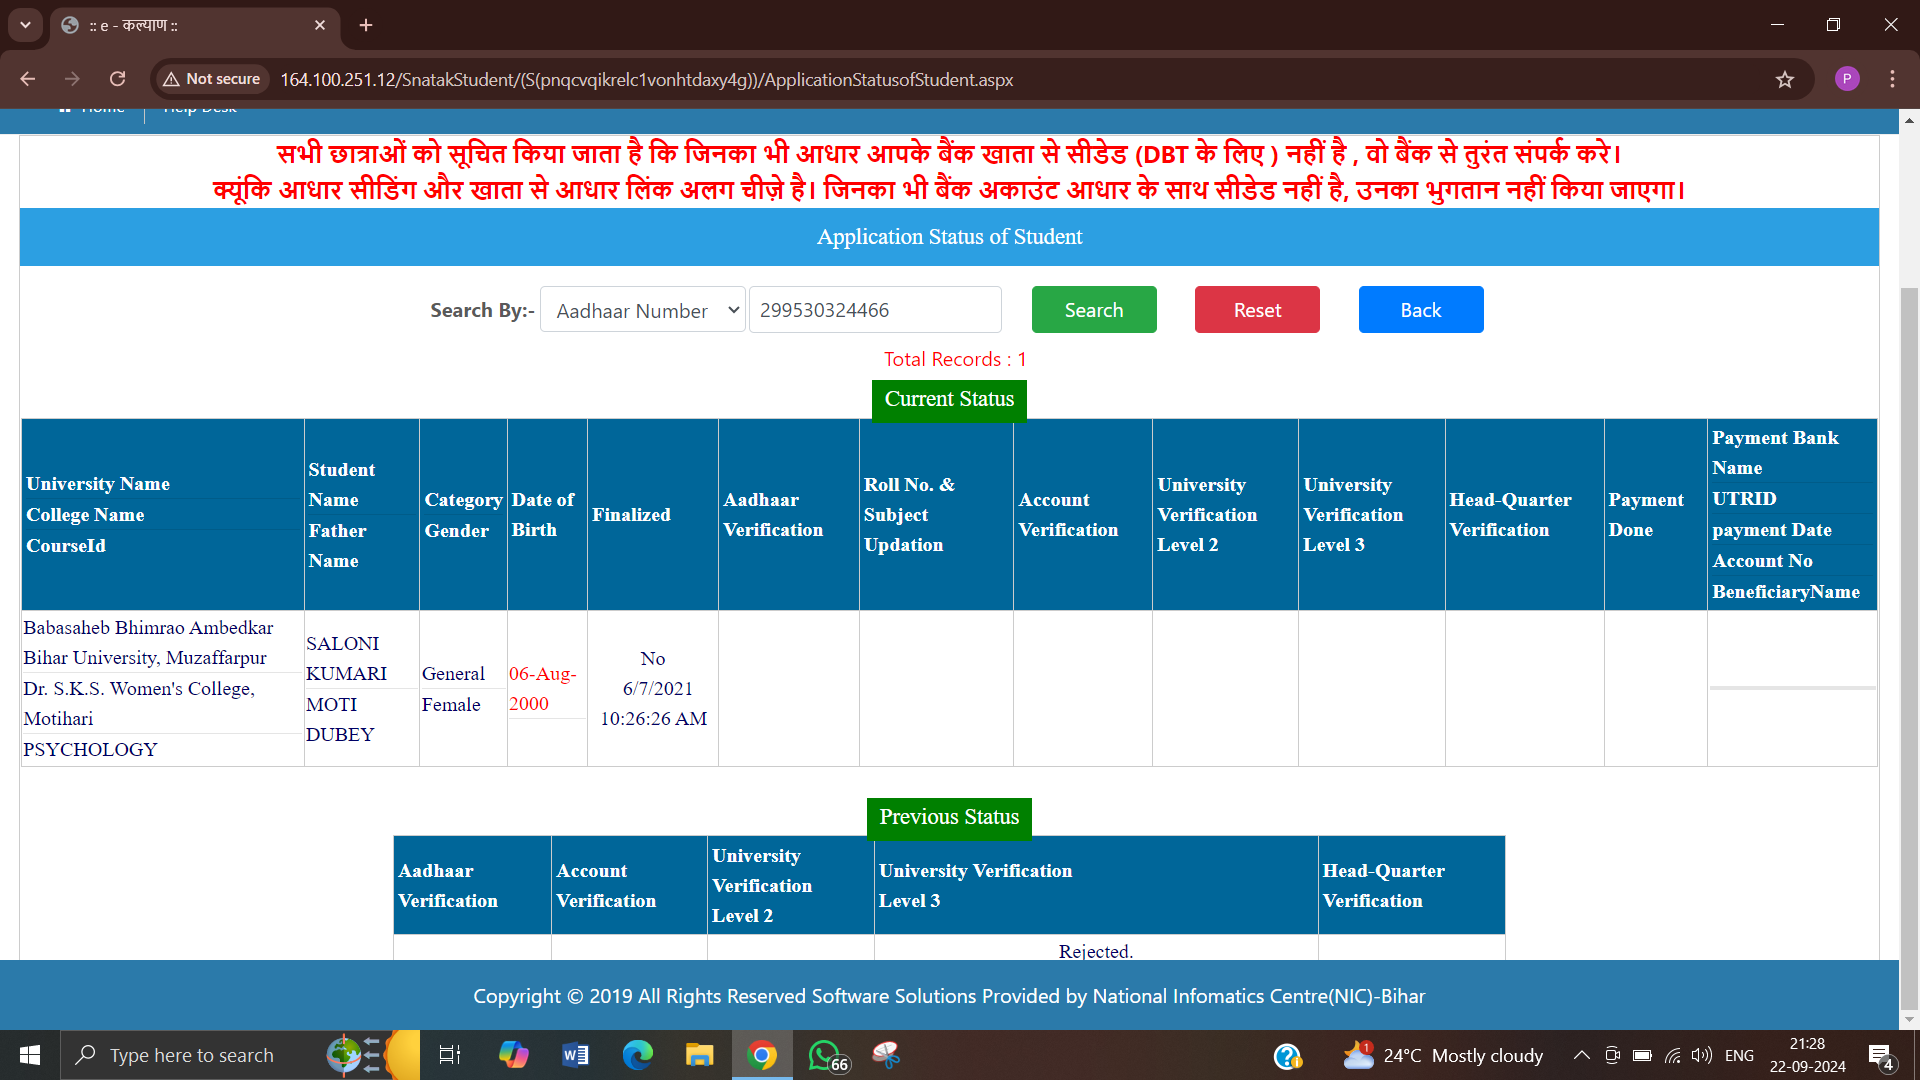 :: e - कल्याण ::
Not secure
164.100.251.12/SnatakStudent/(S(pnqcvqikrelc1vonhtdaxy4g))/ApplicationStatusofStudent.aspx
P
Home
Help Desk
सभी छात्राओं को सूचित किया जाता है कि जिनका भी आधार आपके बैंक खाता से सीडेड (DBT के लिए ) नहीं है , वो बैंक से तुरंत संपर्क करे।
क्यूंकि आधार सीडिंग और खाता से आधार लिंक अलग चीज़े है। जिनका भी बैंक अकाउंट आधार के साथ सीडेड नहीं है, उनका भुगतान नहीं किया जाएगा।
Application Status of Student
Search By:- Aadhaar Number 299530324466 Search Reset Back
Total Records : 1
Current Status
University Name
College Name
CourseId
Student
Name
Father
Name
Category
Gender
Date of
Birth
Finalized
Aadhaar
Verification
Roll No. &
Subject
Updation
Account
Verification
University
Verification
Level 2
University
Verification
Level 3
Head-Quarter
Verification
Payment
Done
Payment Bank
Name
UTRID
payment Date
Account No
BeneficiaryName
Babasaheb Bhimrao Ambedkar
Bihar University, Muzaffarpur
Dr. S.K.S. Women's College,
Motihari
PSYCHOLOGY
SALONI
KUMARI
MOTI
DUBEY
General
Female
06-Aug-
2000
No
6/7/2021
10:26:26 AM
Previous Status
Aadhaar
Verification
Account
Verification
University
Verification
Level 2
University Verification
Level 3
Head-Quarter
Verification
Rejected.
Copyright © 2019 All Rights Reserved Software Solutions Provided by National Infomatics Centre(NIC)-Bihar
Type here to search
66
1
24°C Mostly cloudy
ENG
21:28
22-09-2024
4